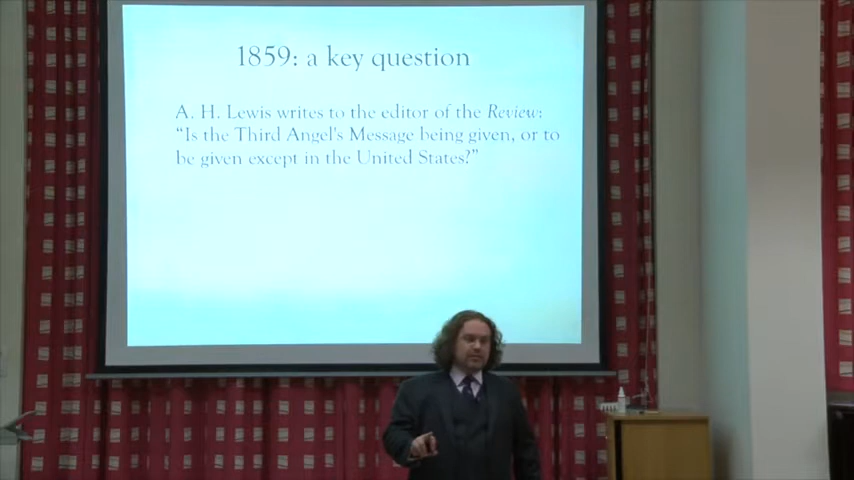 1859: a key question
A. H. Lewis writes to the editor of the Review:
“Is the Third Angel's Message being given, or to
be given except in the United States?”